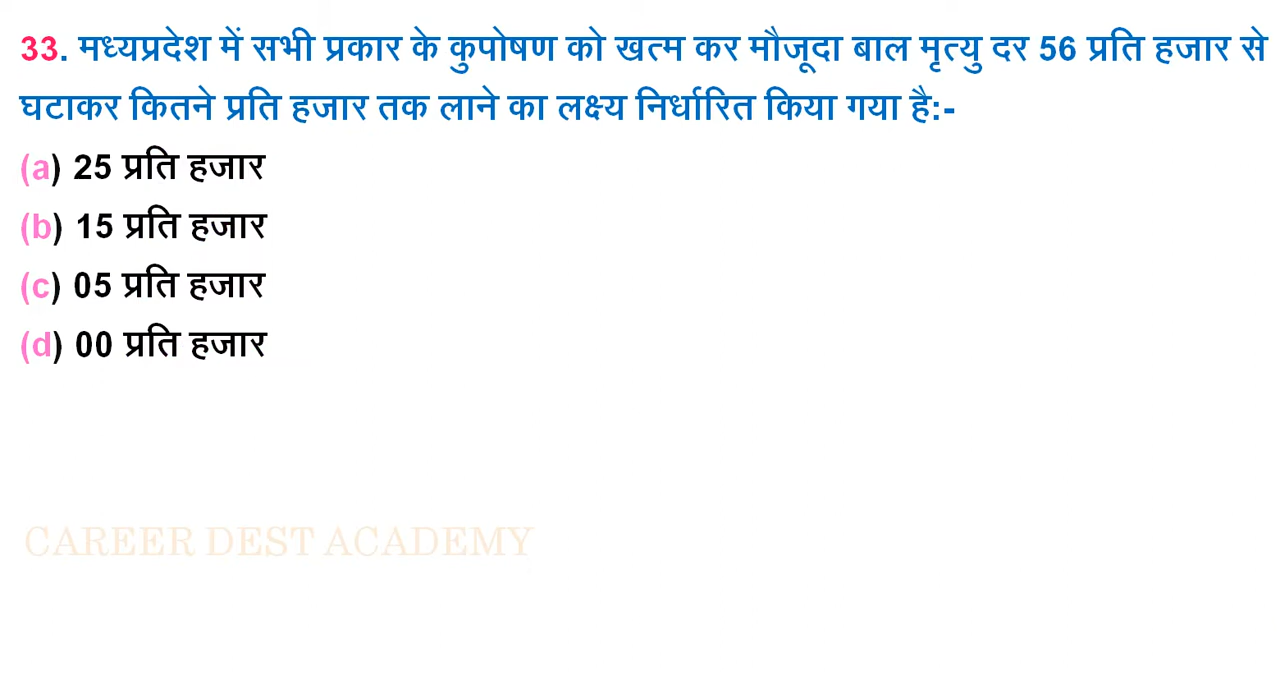 33. मध्यप्रदेश में सभी प्रकार के कुपोषण को खत्म कर मौजूदा बाल मृत्यु दर 56 प्रति हजार से
घटाकर कितने प्रति हजार तक लाने का लक्ष्य निर्धारित किया गया है:-
(a) 25 प्रति हजार
(b) 15 प्रति हजार
(c) 05 प्रति हजार
(d) 00 प्रति हजार
CAREER DEST ACADEMY